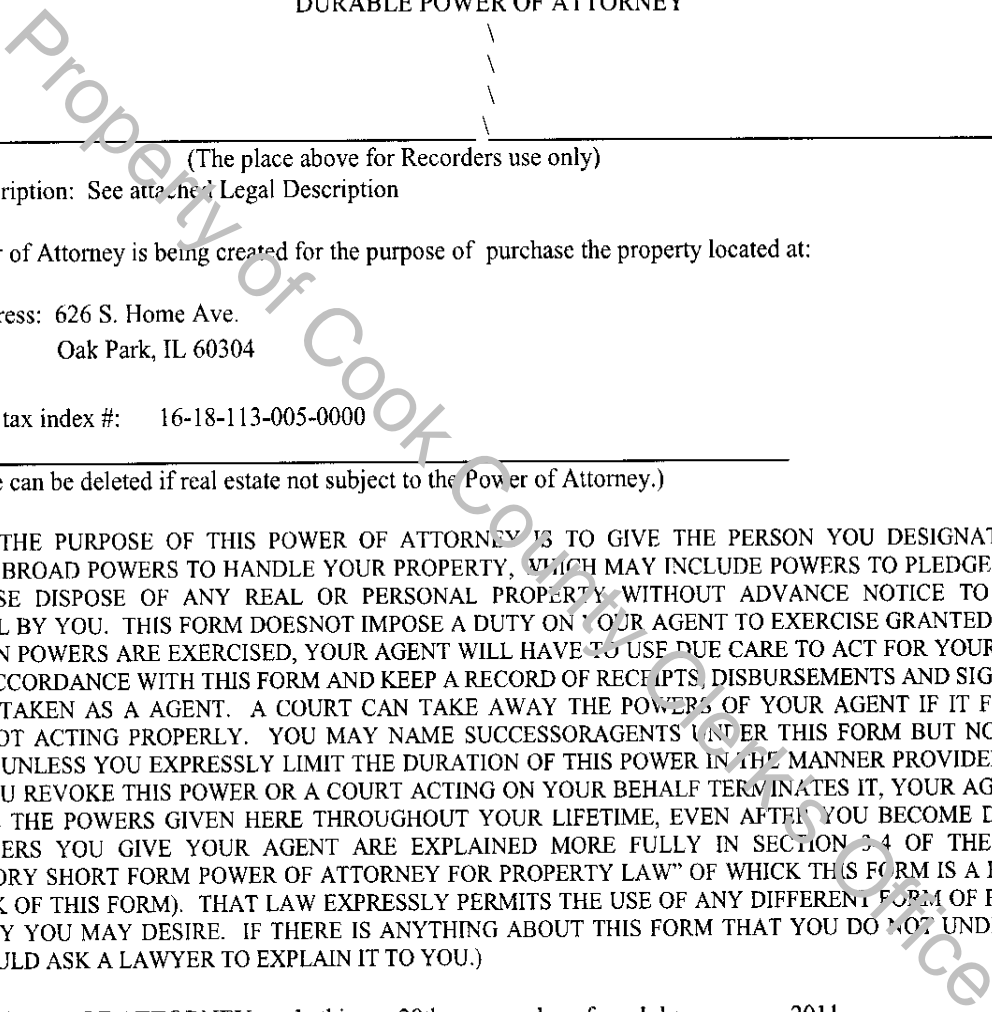 DURABLE POWER OF ATTORNEY
\
\
\
\
(The place above for Recorders use only)
ription: See attached Legal Description
r of Attorney is being created for the purpose of purchase the property located at:
ress: 626 S. Home Ave.
Oak Park, IL 60304
tax index #: 16-18-113-005-0000
e can be deleted if real estate not subject to the Power of Attorney.)
THE PURPOSE OF THIS POWER OF ATTORNEY IS TO GIVE THE PERSON YOU DESIGNAT
BROAD POWERS TO HANDLE YOUR PROPERTY, WHICH MAY INCLUDE POWERS TO PLEDGE
SE DISPOSE OF ANY REAL OR PERSONAL PROPERTY WITHOUT ADVANCE NOTICE TO
L BY YOU. THIS FORM DOESNOT IMPOSE A DUTY ON YOUR AGENT TO EXERCISE GRANTED
N POWERS ARE EXERCISED, YOUR AGENT WILL HAVE TO USE DUE CARE TO ACT FOR YOUR
CCORDANCE WITH THIS FORM AND KEEP A RECORD OF RECEIPTS, DISBURSEMENTS AND SIG
TAKEN AS A AGENT. A COURT CAN TAKE AWAY THE POWERS OF YOUR AGENT IF IT F
OT ACTING PROPERLY. YOU MAY NAME SUCCESSORAGENTS UNDER THIS FORM BUT NO
UNLESS YOU EXPRESSLY LIMIT THE DURATION OF THIS POWER IN THE MANNER PROVIDE
U REVOKE THIS POWER OR A COURT ACTING ON YOUR BEHALF TERMINATES IT, YOUR AG
THE POWERS GIVEN HERE THROUGHOUT YOUR LIFETIME, EVEN AFTER YOU BECOME D
ERS YOU GIVE YOUR AGENT ARE EXPLAINED MORE FULLY IN SECTION 3-4 OF THE
ORY SHORT FORM POWER OF ATTORNEY FOR PROPERTY LAW" OF WHICK THIS FORM IS A
K OF THIS FORM). THAT LAW EXPRESSLY PERMITS THE USE OF ANY DIFFERENT FORM OF
Y YOU MAY DESIRE. IF THERE IS ANYTHING ABOUT THIS FORM THAT YOU DO NOT UND
ULD ASK A LAWYER TO EXPLAIN IT TO YOU.)
2011
Property of Cook County Clerk's Office